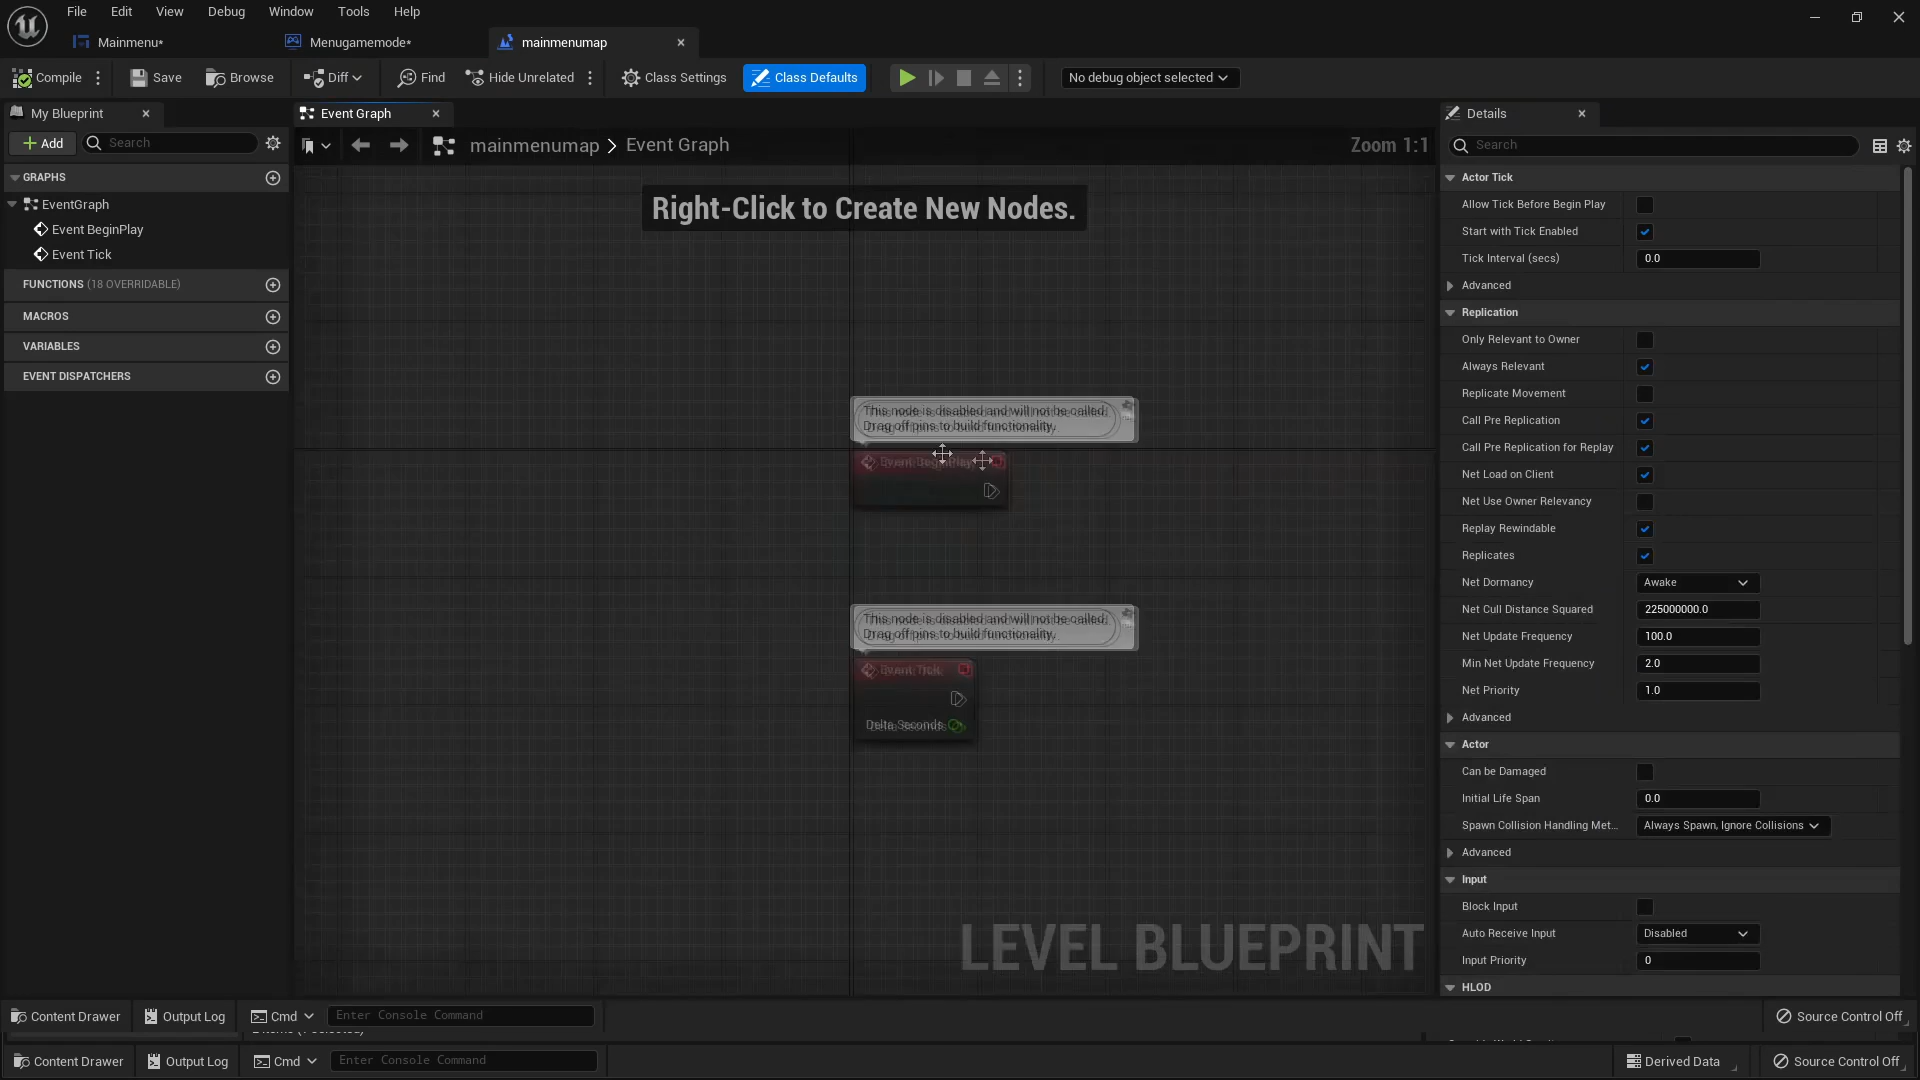 File Edit View Debug Window Tools Help
Mainmenu* Menugamemode* mainmenumap
Compile Save Browse Diff Find Hide Unrelated Class Settings Class Defaults No debug object selected
My Blueprint Event Graph Details
Add Search mainmenumap > Event Graph Zoom 1:1 Search
GRAPHS
EventGraph
Event BeginPlay
Event Tick
FUNCTIONS (18 OVERRIDABLE)
MACROS
VARIABLES
EVENT DISPATCHERS
Right-Click to Create New Nodes.
This node is disabled and will not be called.
Drag off pins to build functionality.
Event BeginPlay
This node is disabled and will not be called.
Drag off pins to build functionality.
Event Tick
Delta Seconds
LEVEL BLUEPRINT
Actor Tick
Allow Tick Before Begin Play
Start with Tick Enabled
Tick Interval (secs) 0.0
Advanced
Replication
Only Relevant to Owner
Always Relevant
Replicate Movement
Call Pre Replication
Call Pre Replication for Replay
Net Load on Client
Net Use Owner Relevancy
Replay Rewindable
Replicates
Net Dormancy Awake
Net Cull Distance Squared 225000000.0
Net Update Frequency 100.0
Min Net Update Frequency 2.0
Net Priority 1.0
Advanced
Actor
Can be Damaged
Initial Life Span 0.0
Spawn Collision Handling Met... Always Spawn, Ignore Collisions
Advanced
Input
Block Input
Auto Receive Input Disabled
Input Priority 0
HLOD
Content Drawer Output Log Cmd Enter Console Command Source Control Off
Content Drawer Output Log Cmd Enter Console Command Derived Data Source Control Off